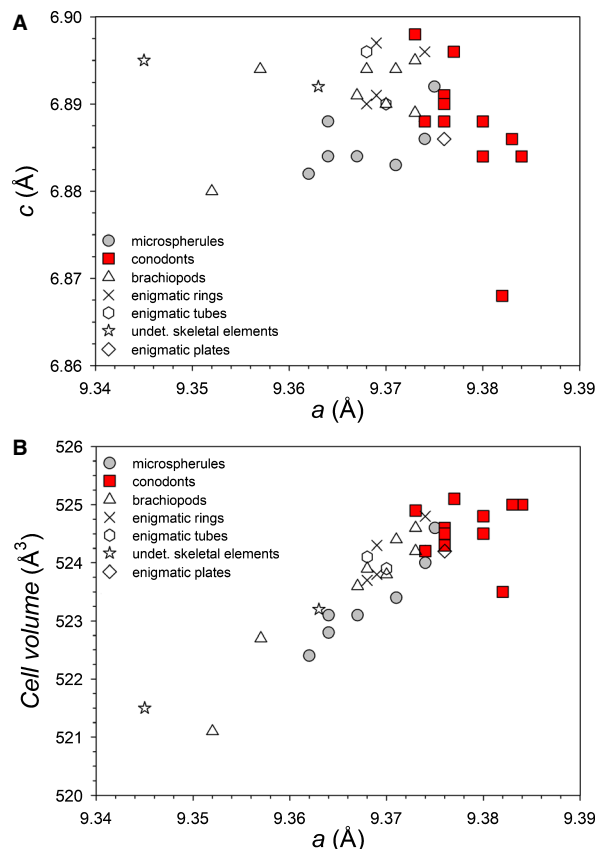 A
6.90
6.89
6.88
6.87
6.86
c (Å)
microspherules
conodonts
brachiopods
enigmatic rings
enigmatic tubes
undet. skeletal elements
enigmatic plates
9.34 9.35 9.36 9.37 9.38 9.39
a (Å)
B
526
525
524
523
522
521
520
Cell volume (Å³)
microspherules
conodonts
brachiopods
enigmatic rings
enigmatic tubes
undet. skeletal elements
enigmatic plates
9.34 9.35 9.36 9.37 9.38 9.39
a (Å)